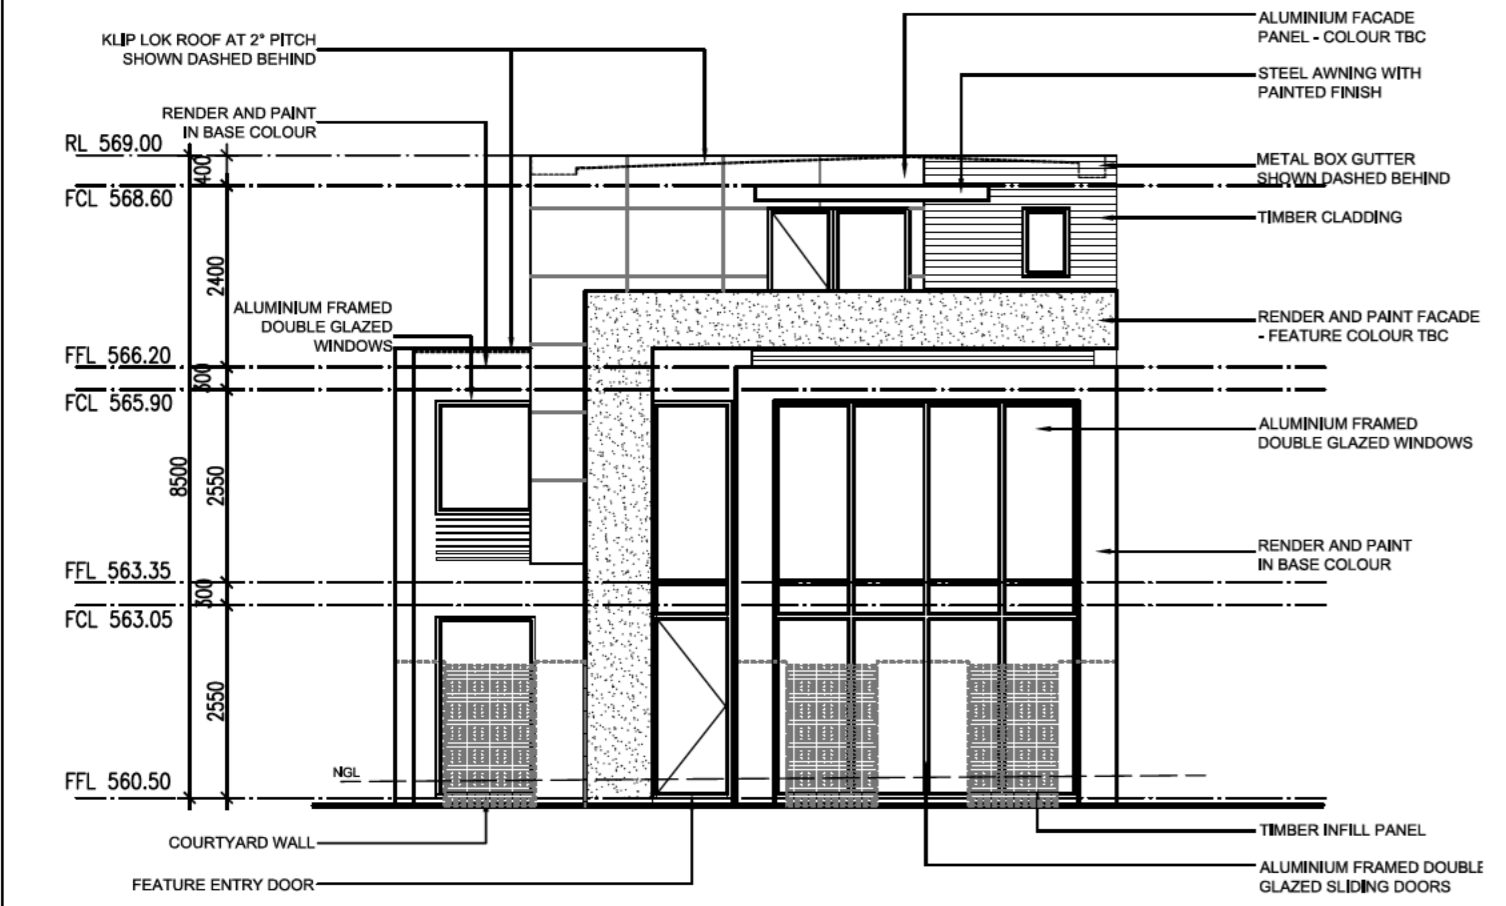 KLIP LOK ROOF AT 2° PITCH
SHOWN DASHED BEHIND
RENDER AND PAINT
IN BASE COLOUR
RL 569.00
400
FCL 568.60
2400
ALUMINIUM FRAMED
DOUBLE GLAZED
WINDOWS
FFL 566.20
300
FCL 565.90
8500
2550
FFL 563.35
300
FCL 563.05
2550
FFL 560.50
NGL
COURTYARD WALL
FEATURE ENTRY DOOR
ALUMINIUM FACADE
PANEL - COLOUR TBC
STEEL AWNING WITH
PAINTED FINISH
METAL BOX GUTTER
SHOWN DASHED BEHIND
TIMBER CLADDING
RENDER AND PAINT FACADE
- FEATURE COLOUR TBC
ALUMINIUM FRAMED
DOUBLE GLAZED WINDOWS
RENDER AND PAINT
IN BASE COLOUR
TIMBER INFILL PANEL
ALUMINIUM FRAMED DOUBLE
GLAZED SLIDING DOORS